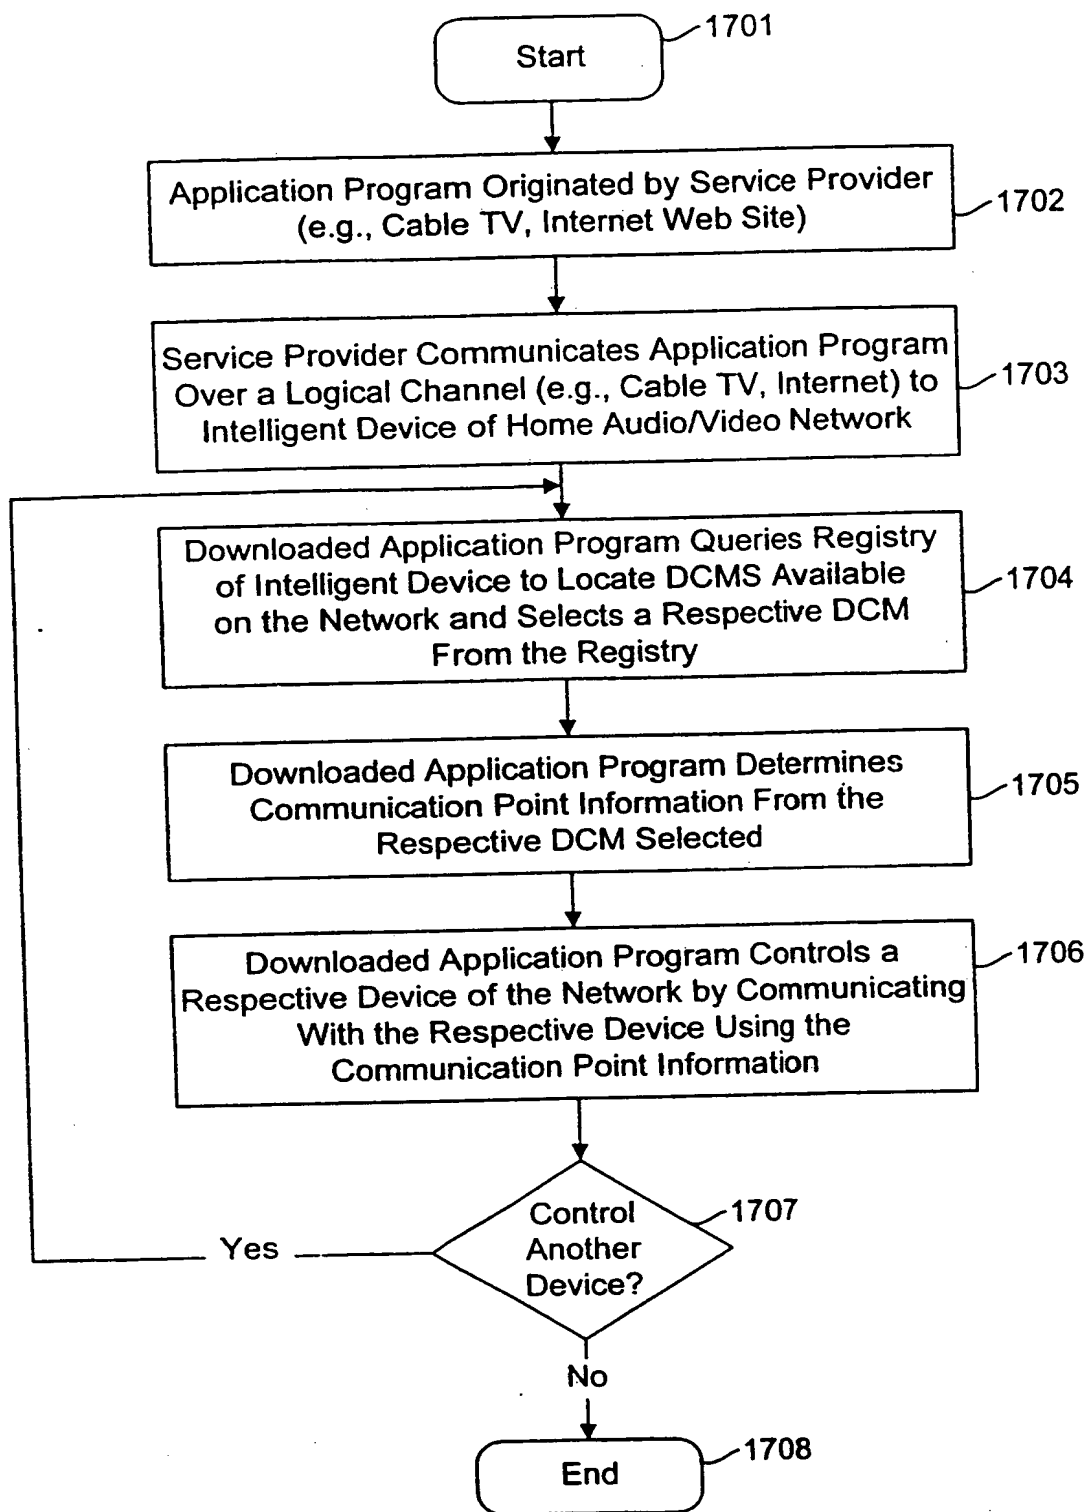 Start
1701
Application Program Originated by Service Provider
(e.g., Cable TV, Internet Web Site)
1702
Service Provider Communicates Application Program
Over a Logical Channel (e.g., Cable TV, Internet) to
Intelligent Device of Home Audio/Video Network
1703
Downloaded Application Program Queries Registry
of Intelligent Device to Locate DCMS Available
on the Network and Selects a Respective DCM
From the Registry
1704
Downloaded Application Program Determines
Communication Point Information From the
Respective DCM Selected
1705
Downloaded Application Program Controls a
Respective Device of the Network by Communicating
With the Respective Device Using the
Communication Point Information
1706
Control
Another
Device?
1707
Yes
No
End
1708